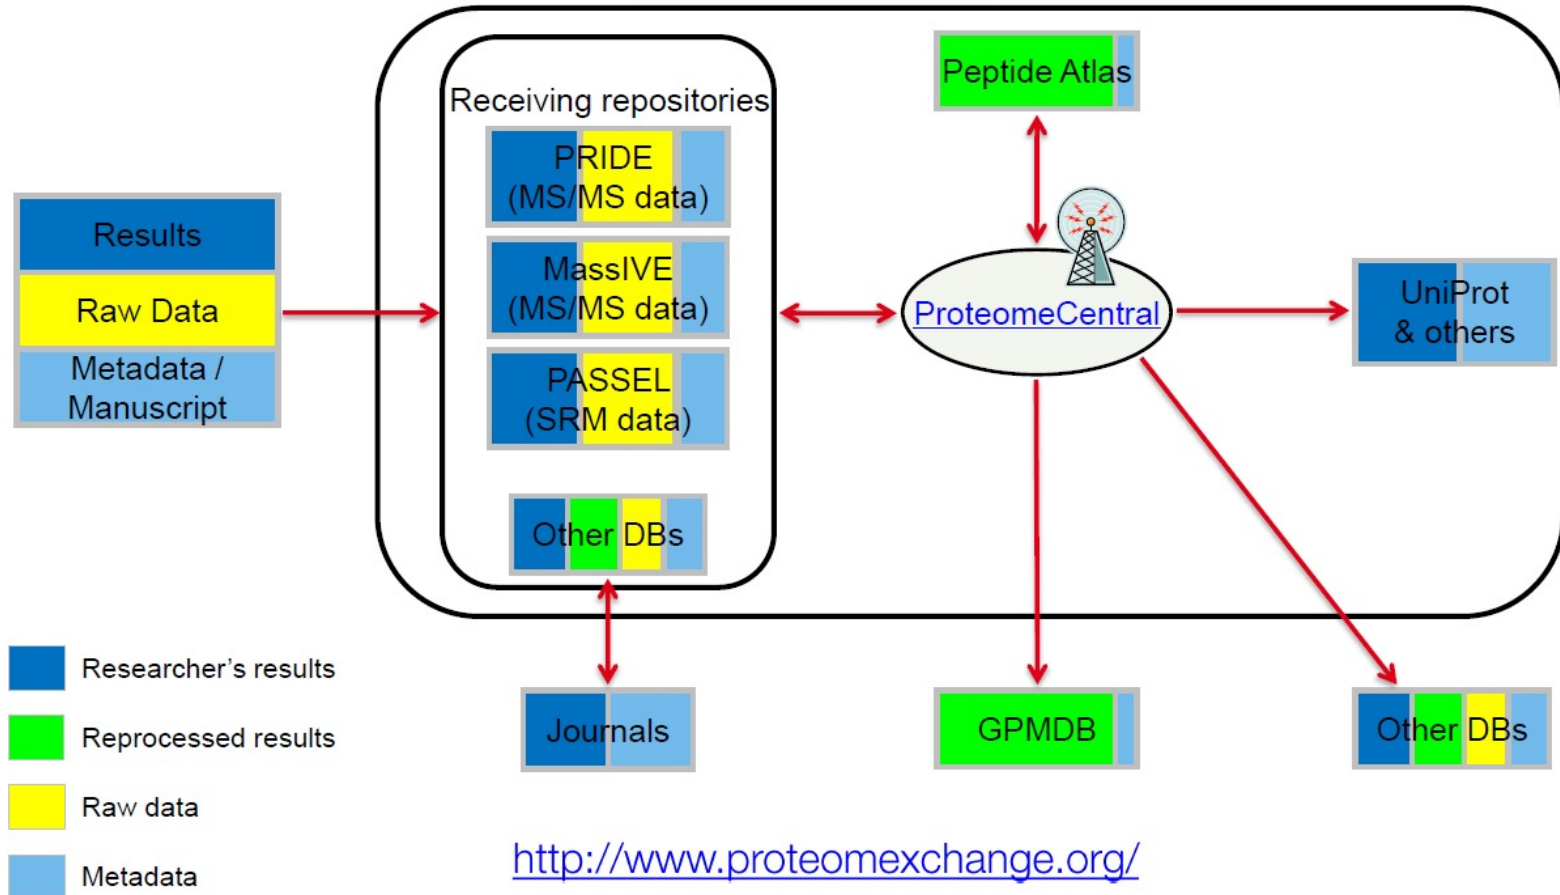 Receiving repositories
PRIDE
(MS/MS data)
MassIVE
(MS/MS data)
PASSEL
(SRM data)
Other DBs
Results
Raw Data
Metadata /
Manuscript
Peptide Atlas
ProteomeCentral
UniProt
& others
Journals
GPMDB
Other DBs
Researcher's results
Reprocessed results
Raw data
Metadata
http://www.proteomexchange.org/